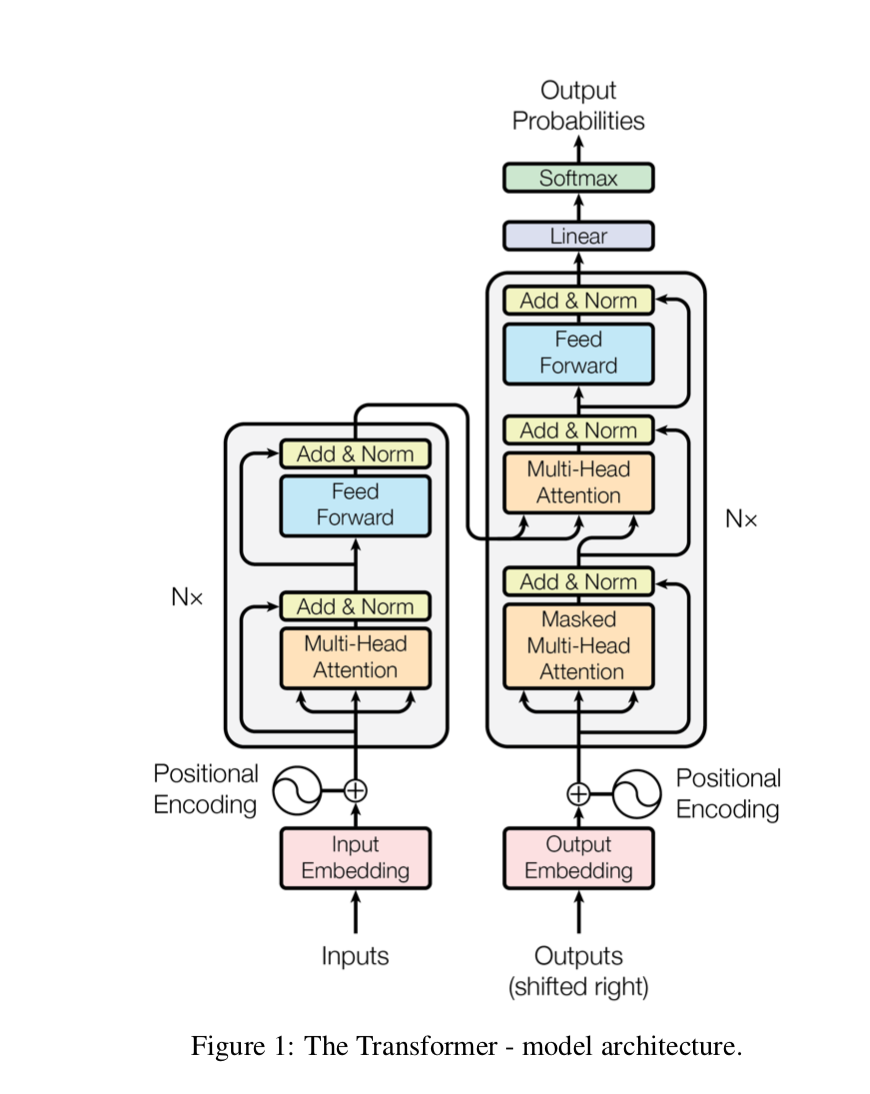 Output
Probabilities
Softmax
Linear
Add & Norm
Feed
Forward
Add & Norm
Multi-Head
Attention
Nx
Add & Norm
Masked
Multi-Head
Attention
Add & Norm
Feed
Forward
Nx
Add & Norm
Multi-Head
Attention
Positional
Encoding
Positional
Encoding
Input
Embedding
Output
Embedding
Inputs
Outputs
(shifted right)
Figure 1: The Transformer - model architecture.